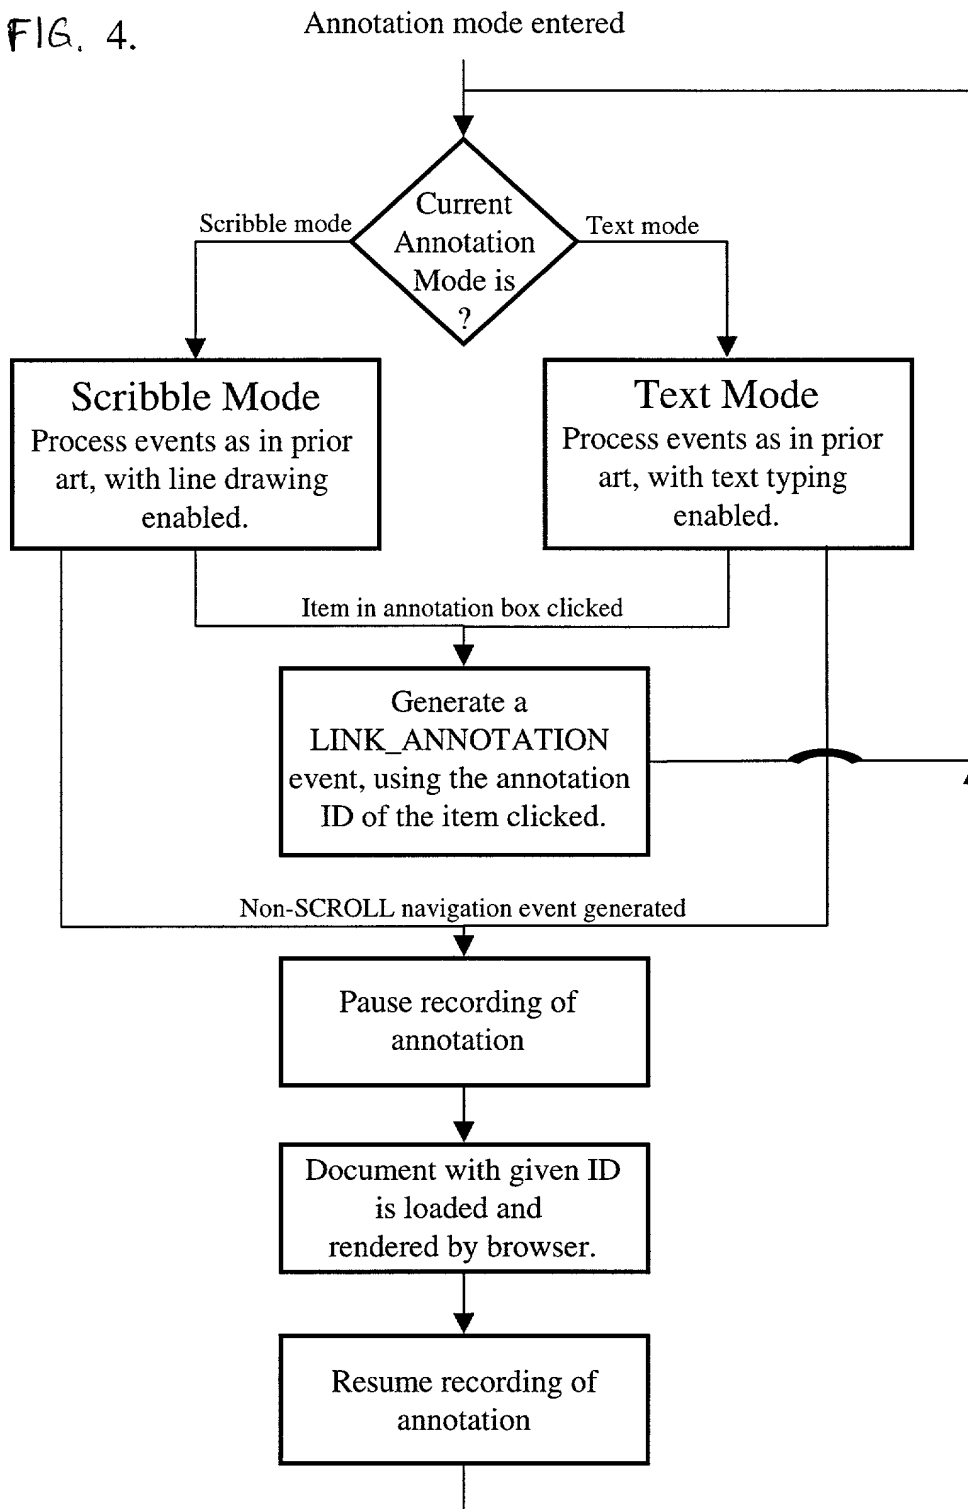 FIG. 4.
Annotation mode entered
Current
Annotation
Mode is
?
Scribble mode
Text mode
Scribble Mode
Process events as in prior
art, with line drawing
enabled.
Text Mode
Process events as in prior
art, with text typing
enabled.
Item in annotation box clicked
Generate a
LINK_ANNOTATION
event, using the annotation
ID of the item clicked.
Non-SCROLL navigation event generated
Pause recording of
annotation
Document with given ID
is loaded and
rendered by browser.
Resume recording of
annotation